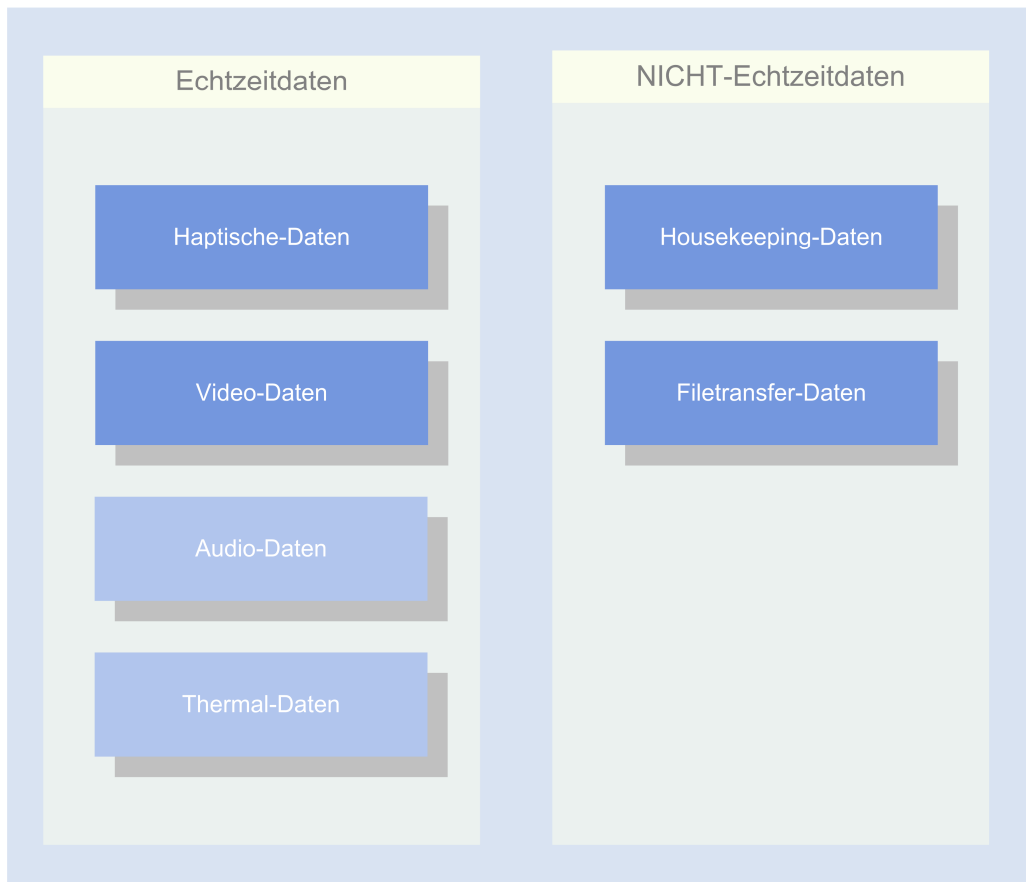 Echtzeitdaten
Haptische-Daten
Video-Daten
Audio-Daten
Thermal-Daten
NICHT-Echtzeitdaten
Housekeeping-Daten
Filetransfer-Daten